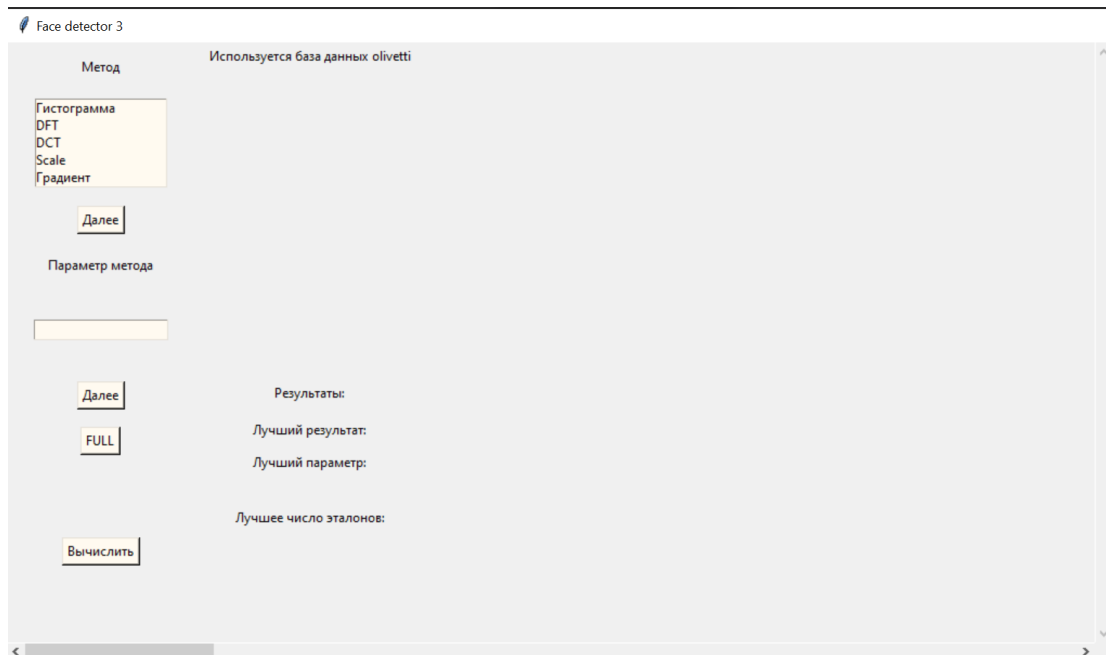 Face detector 3
Используется база данных olivetti
Метод
Гистограмма
DFT
DCT
Scale
Градиент
Далее
Параметр метода
Далее
Результаты:
FULL
Лучший результат:
Лучший параметр:
Лучшее число эталонов:
Вычислить